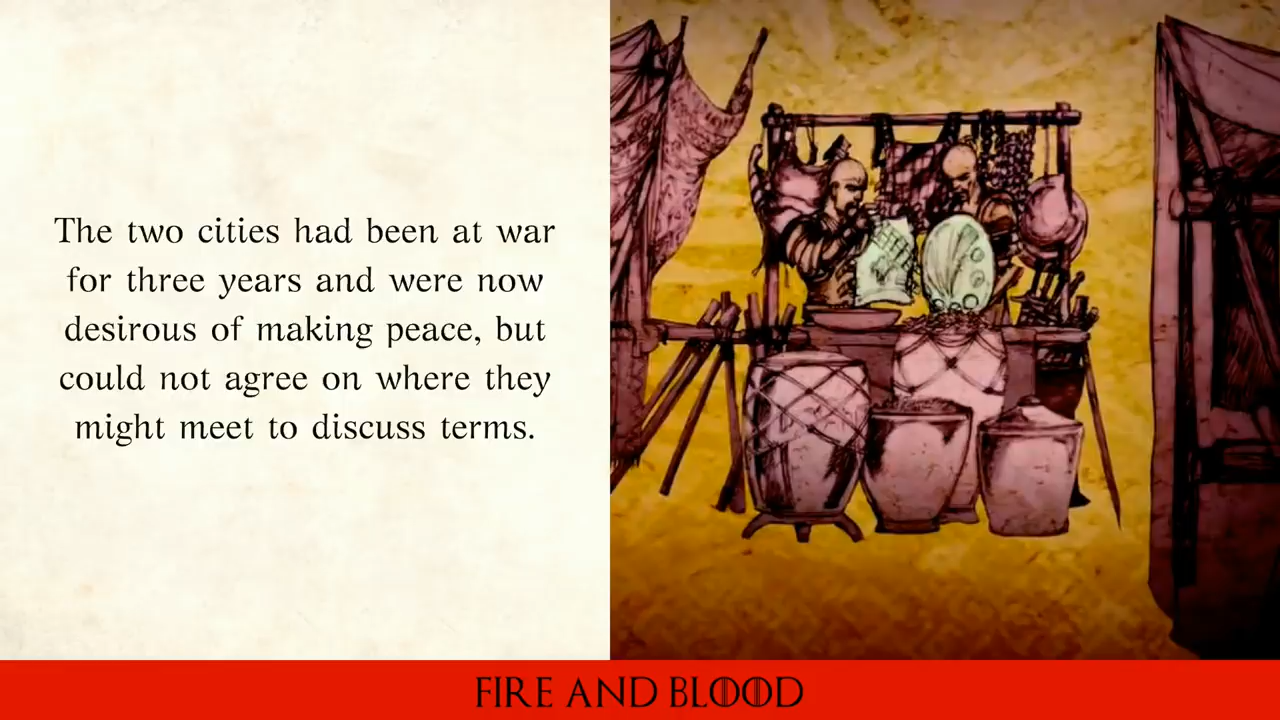 The two cities had been at war
for three years and were now
desirous of making peace, but
could not agree on where they
might meet to discuss terms.
FIRE AND BLOOD